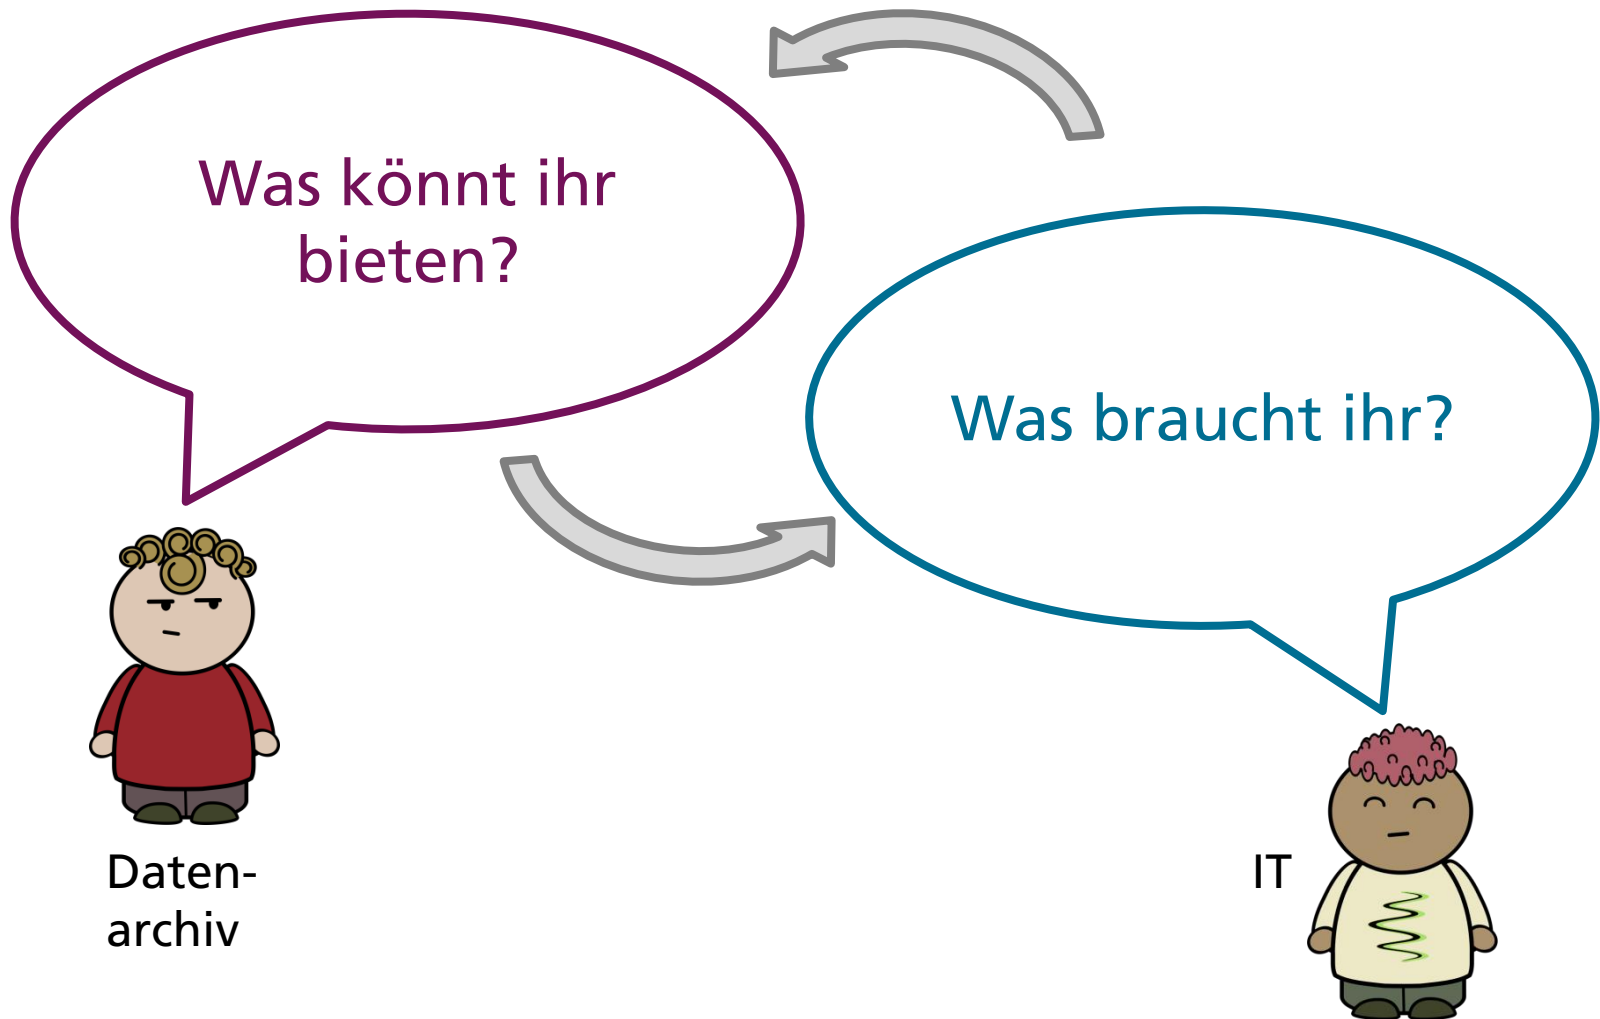 Was könnt ihr
bieten?
Was braucht ihr?
Daten-
archiv
IT